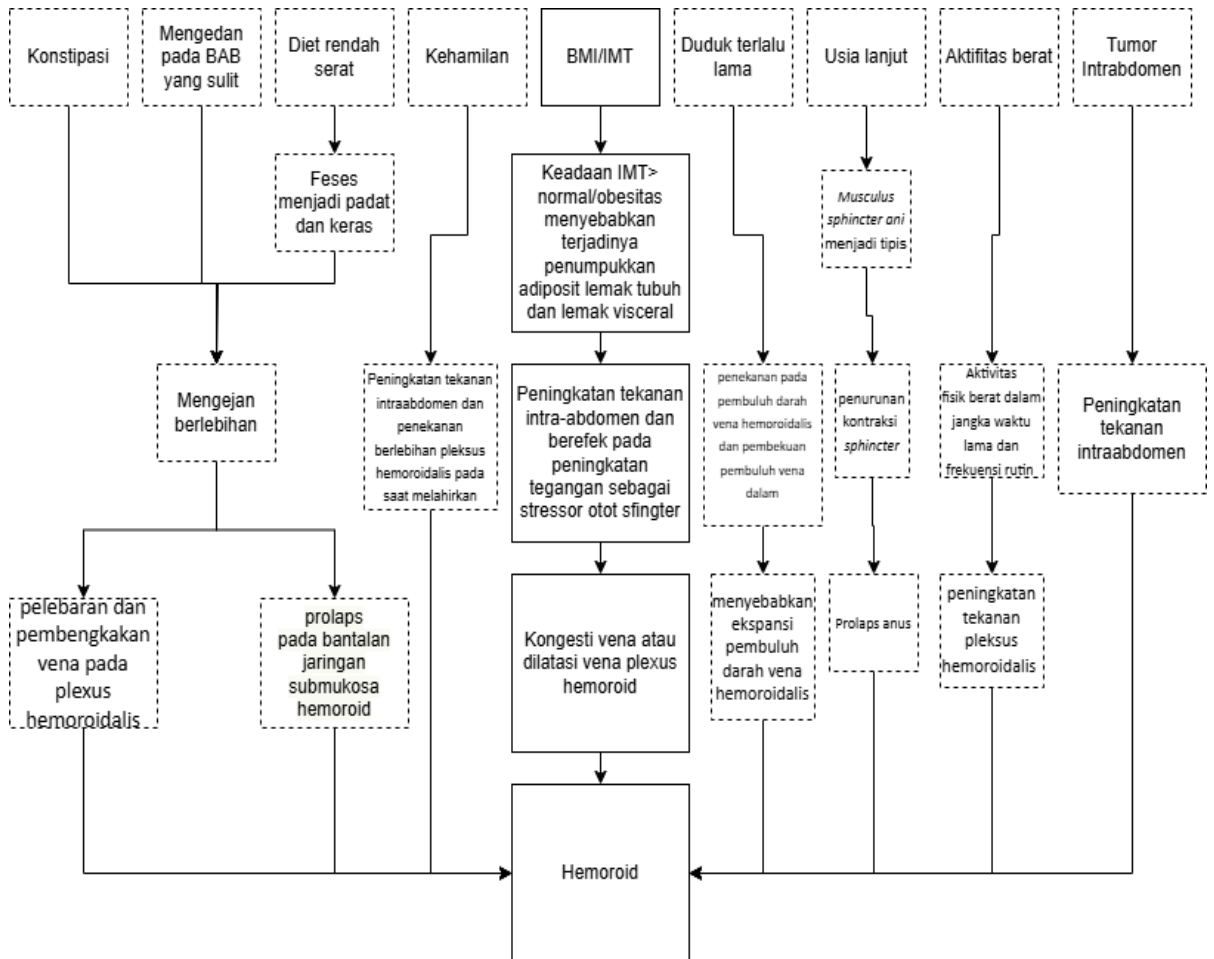 Konstipasi
Mengedan
pada BAB
yang sulit
Diet rendah
serat
Kehamilan
BMI/IMT
Duduk terlalu
lama
Usia lanjut
Aktifitas berat
Tumor
Intrabdomen
Feses
menjadi padat
dan keras
Keadaan IMT>
normal/obesitas
menyebabkan
terjadinya
penumpukkan
adiposit lemak tubuh
dan lemak visceral
Musculus
sphincter ani
menjadi tipis
Mengejan
berlebihan
Peningkatan tekanan
intraabdomen dan
penekanan
berlebihan pleksus
hemoroidalis pada
saat melahirkan
Peningkatan tekanan
intra-abdomen dan
berefek pada
peningkatan
tegangan sebagai
stressor otot sfingter
penekanan pada
pembuluh darah
vena hemoroidalis
dan pembekuan
pembuluh vena
dalam
penurunan
kontraksi
sphincter
Aktivitas
fisik berat dalam
jangka waktu
lama dan
frekuensi rutin
Peningkatan
tekanan
intraabdomen
pelebaran dan
pembengkakan
vena pada
plexus
hemoroidalis
prolaps
pada bantalan
jaringan
submukosa
hemoroid
Kongesti vena atau
dilatasi vena plexus
hemoroid
menyebabkan
ekspansi
pembuluh
darah vena
hemoroidalis
Prolaps anus
peningkatan
tekanan
pleksus
hemoroidalis
Hemoroid